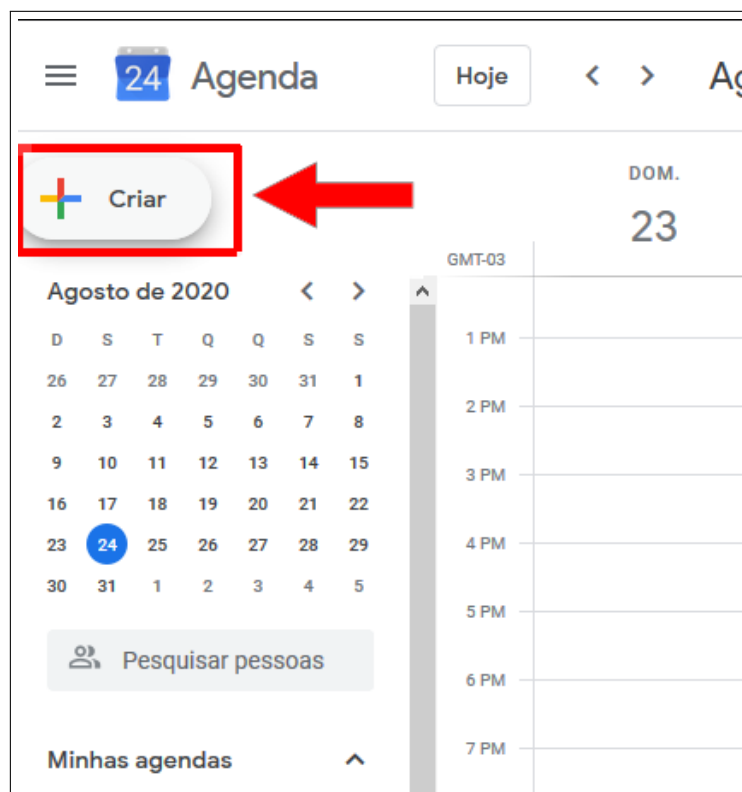 24 Agenda Hoje Ag
Criar
DOM.
23
GMT-03
Agosto de 2020
D S T Q Q S S
26 27 28 29 30 31 1
2 3 4 5 6 7 8
9 10 11 12 13 14 15
16 17 18 19 20 21 22
23 24 25 26 27 28 29
30 31 1 2 3 4 5
Pesquisar pessoas
Minhas agendas
1 PM
2 PM
3 PM
4 PM
5 PM
6 PM
7 PM